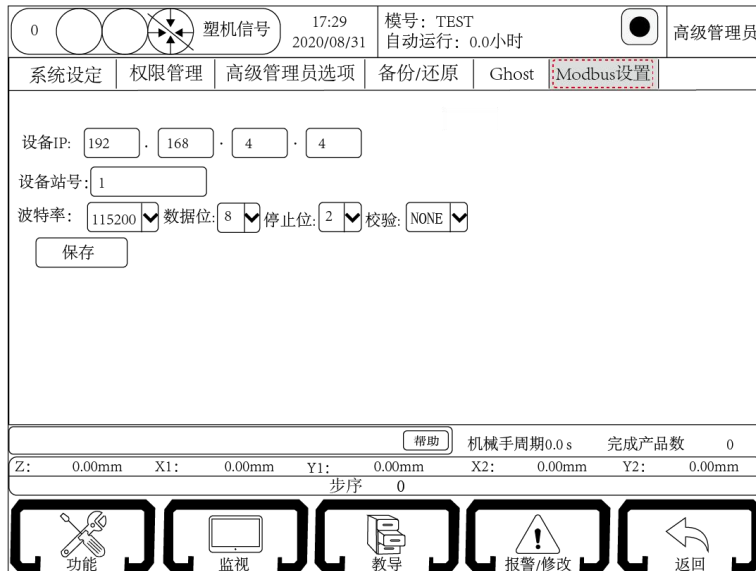 0 塑机信号 17:29 模号: TEST 高级管理员
2020/08/31 自动运行: 0.0小时
系统设定 权限管理 高级管理员选项 备份/还原 Ghost Modbus设置
设备IP: 192 . 168 . 4 . 4
设备站号: 1
波特率: 115200 数据位: 8 停止位: 2 校验: NONE
保存
帮助 机械手周期0.0 s 完成产品数 0
Z: 0.00mm X1: 0.00mm Y1: 0.00mm X2: 0.00mm Y2: 0.00mm
步序 0
功能 监视 教导 报警/修改 返回